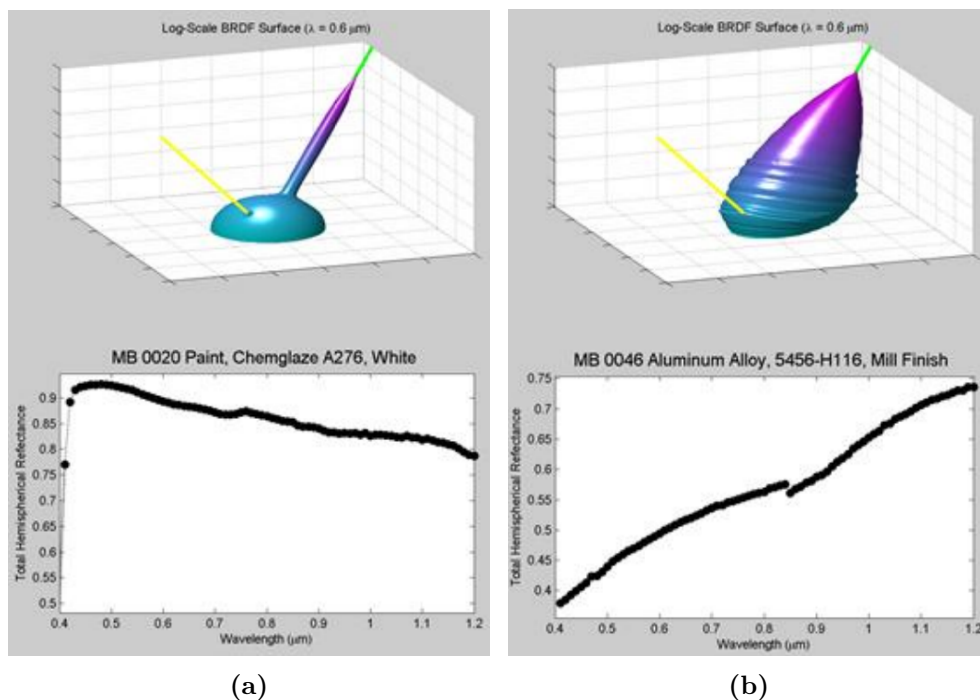 Log-Scale BRDF Surface (λ = 0.6 μm)
MB 0020 Paint, Chemglaze A276, White
Total Hemispherical Refectance
0.9
0.85
0.8
0.75
0.7
0.65
0.6
0.55
0.5
0.4 0.5 0.6 0.7 0.8 0.9 1 1.1 1.2
Wavelength (μm)
(a)
Log-Scale BRDF Surface (λ = 0.6 μm)
MB 0046 Aluminum Alloy, 5456-H116, Mill Finish
Total Hemispherical Refectance
0.75
0.7
0.65
0.6
0.55
0.5
0.45
0.4
0.4 0.5 0.6 0.7 0.8 0.9 1 1.1 1.2
Wavelength (μm)
(b)